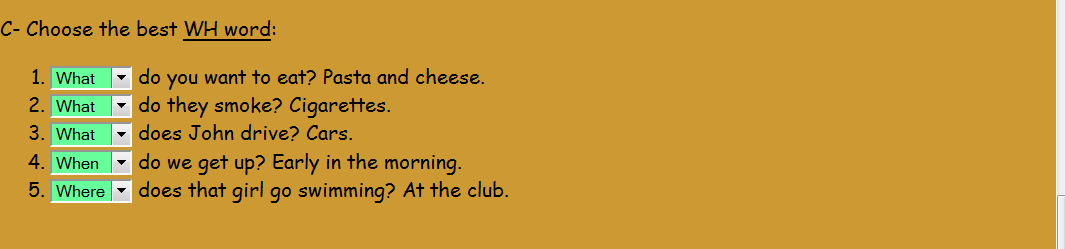 C- Choose the best WH word:
1. What do you want to eat? Pasta and cheese.
2. What do they smoke? Cigarettes.
3. What does John drive? Cars.
4. When do we get up? Early in the morning.
5. Where does that girl go swimming? At the club.